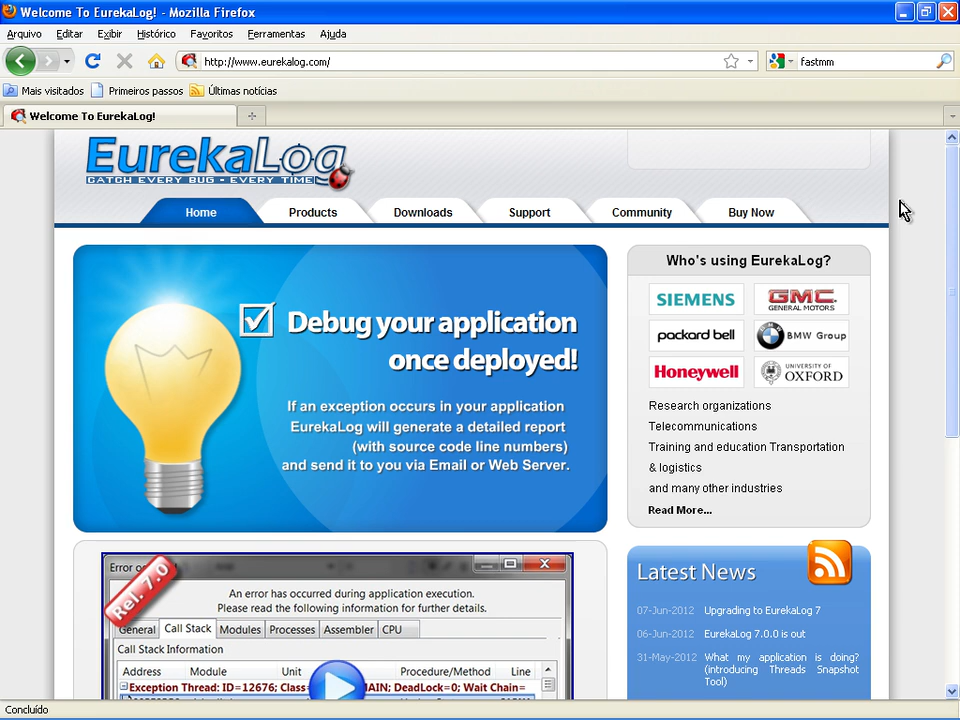 Welcome To EurekaLog! - Mozilla Firefox
Arquivo Editar Exibir Histórico Favoritos Ferramentas Ajuda
http://www.eurekalog.com/
fastmm
Mais visitados Primeiros passos Últimas notícias
Welcome To EurekaLog!
EurekaLog
CATCH EVERY BUG - EVERY TIME
Home Products Downloads Support Community Buy Now
Debug your application
once deployed!
If an exception occurs in your application
EurekaLog will generate a detailed report
(with source code line numbers)
and send it to you via Email or Web Server.
Who's using EurekaLog?
SIEMENS GMC
GENERAL MOTORS
packard bell BMW Group
Honeywell UNIVERSITY OF
OXFORD
Research organizations
Telecommunications
Training and education Transportation
& logistics
and many other industries
Read More...
Error
Rel. 7.0
An error has occurred during application execution.
Please read the following information for further details.
General Call Stack Modules Processes Assembler CPU
Call Stack Information
Address Module Unit Procedure/Method Line
Exception Thread: ID=12676; Class= MAIN; DeadLock=0; Wait Chain=
Latest News
07-Jun-2012 Upgrading to EurekaLog 7
06-Jun-2012 EurekaLog 7.0.0 is out
31-May-2012 What my application is doing?
(introducing Threads Snapshot
Tool)
Concluído